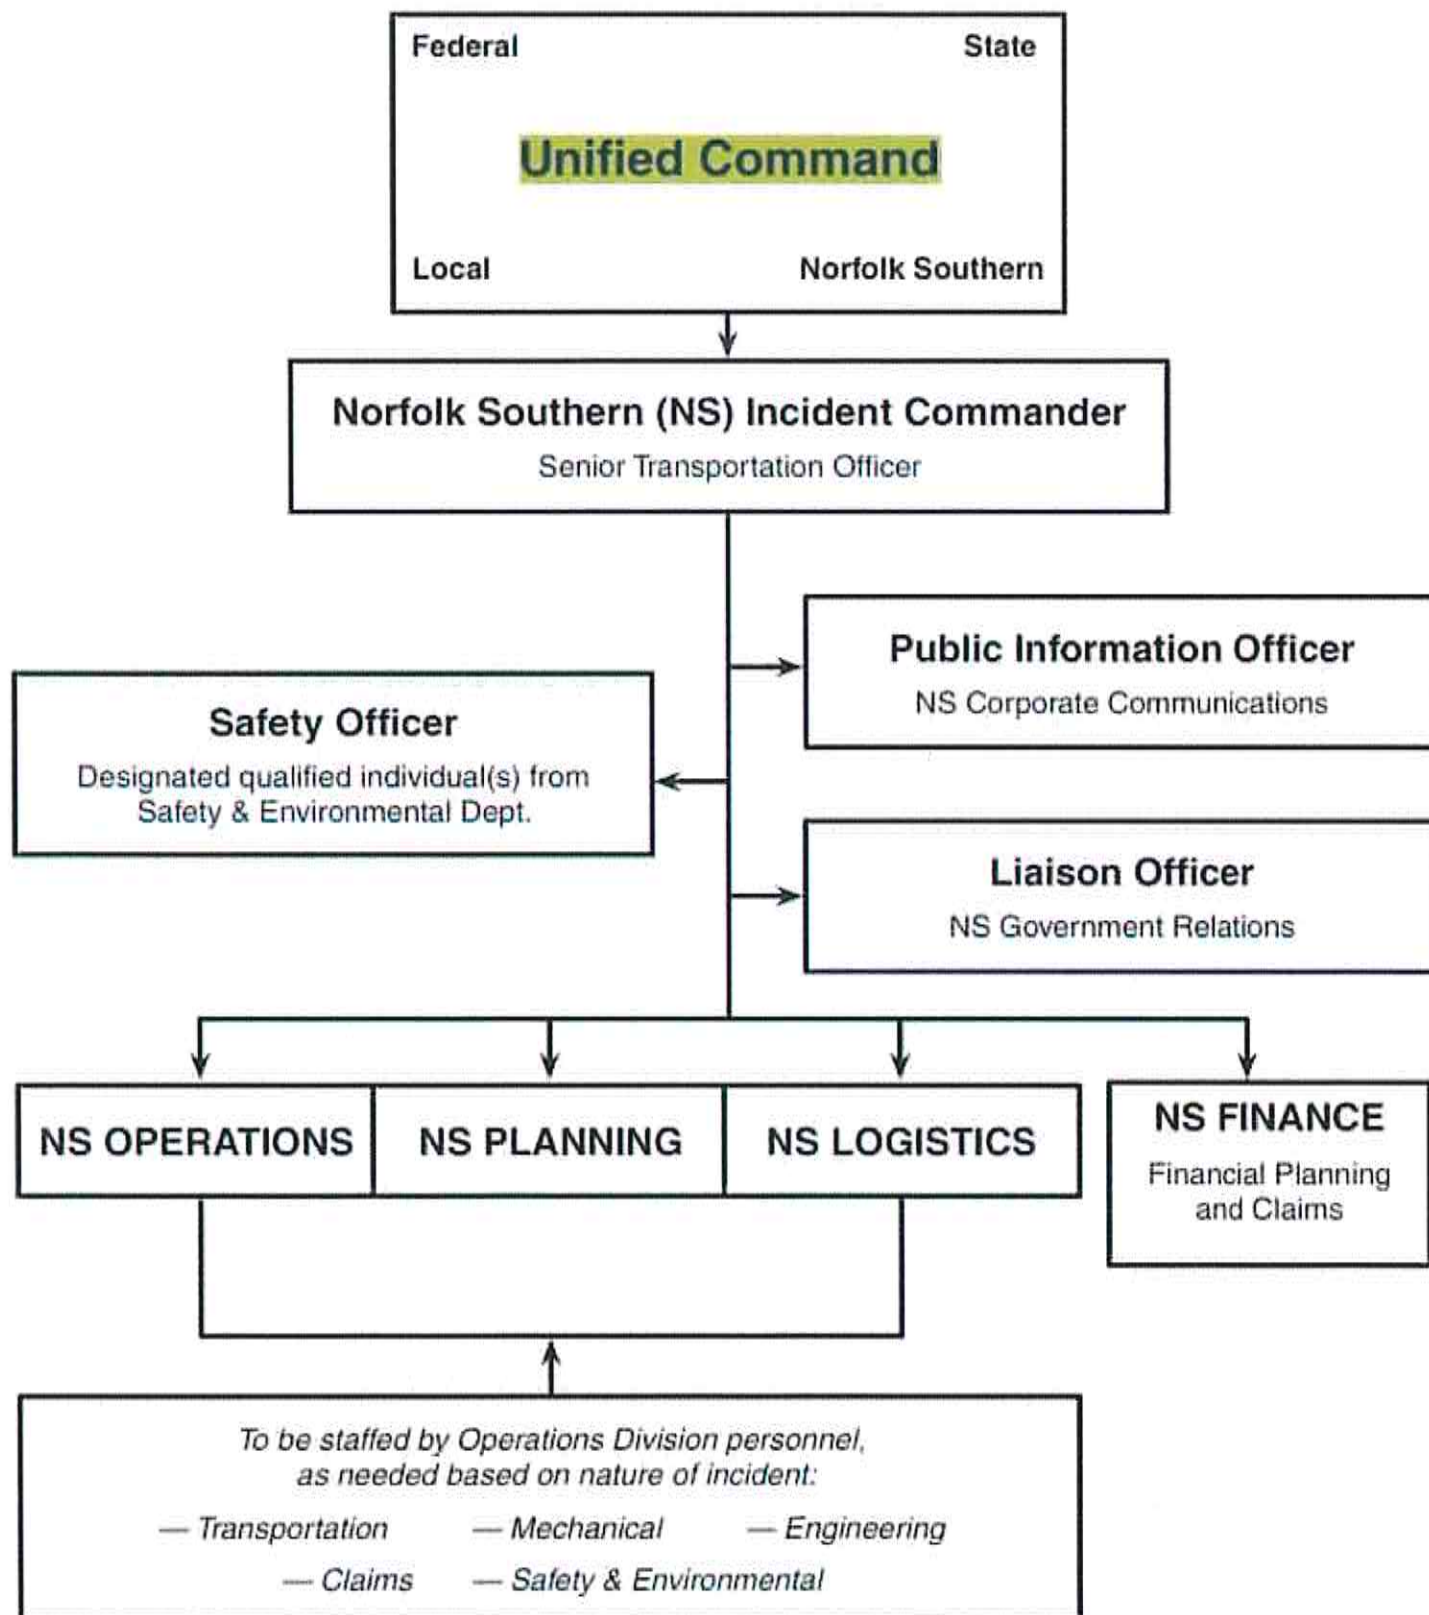 Federal State
Unified Command
Local Norfolk Southern
Norfolk Southern (NS) Incident Commander
Senior Transportation Officer
Public Information Officer
NS Corporate Communications
Safety Officer
Designated qualified individual(s) from
Safety & Environmental Dept.
Liaison Officer
NS Government Relations
NS OPERATIONS
NS PLANNING
NS LOGISTICS
NS FINANCE
Financial Planning
and Claims
To be staffed by Operations Division personnel,
as needed based on nature of incident:
— Transportation — Mechanical — Engineering
— Claims — Safety & Environmental